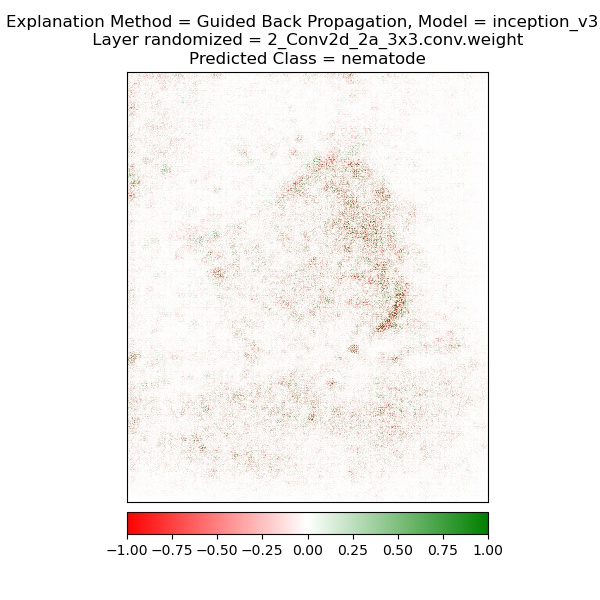 Explanation Method = Guided Back Propagation, Model = inception_v3
Layer randomized = 2_Conv2d_2a_3x3.conv.weight
Predicted Class = nematode
−1.00 −0.75 −0.50 −0.25 0.00 0.25 0.50 0.75 1.00